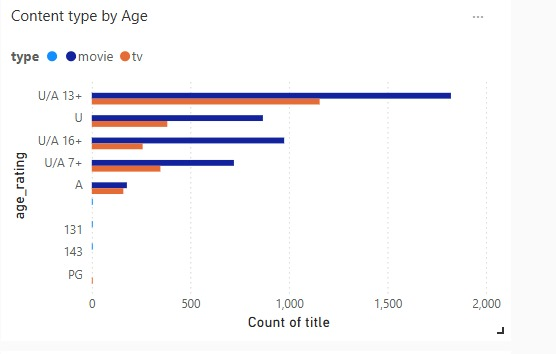 Content type by Age
...
type movie tv
U/A 13+
U
U/A 16+
U/A 7+
A
131
143
PG
age_rating
0 500 1,000 1,500 2,000
Count of title